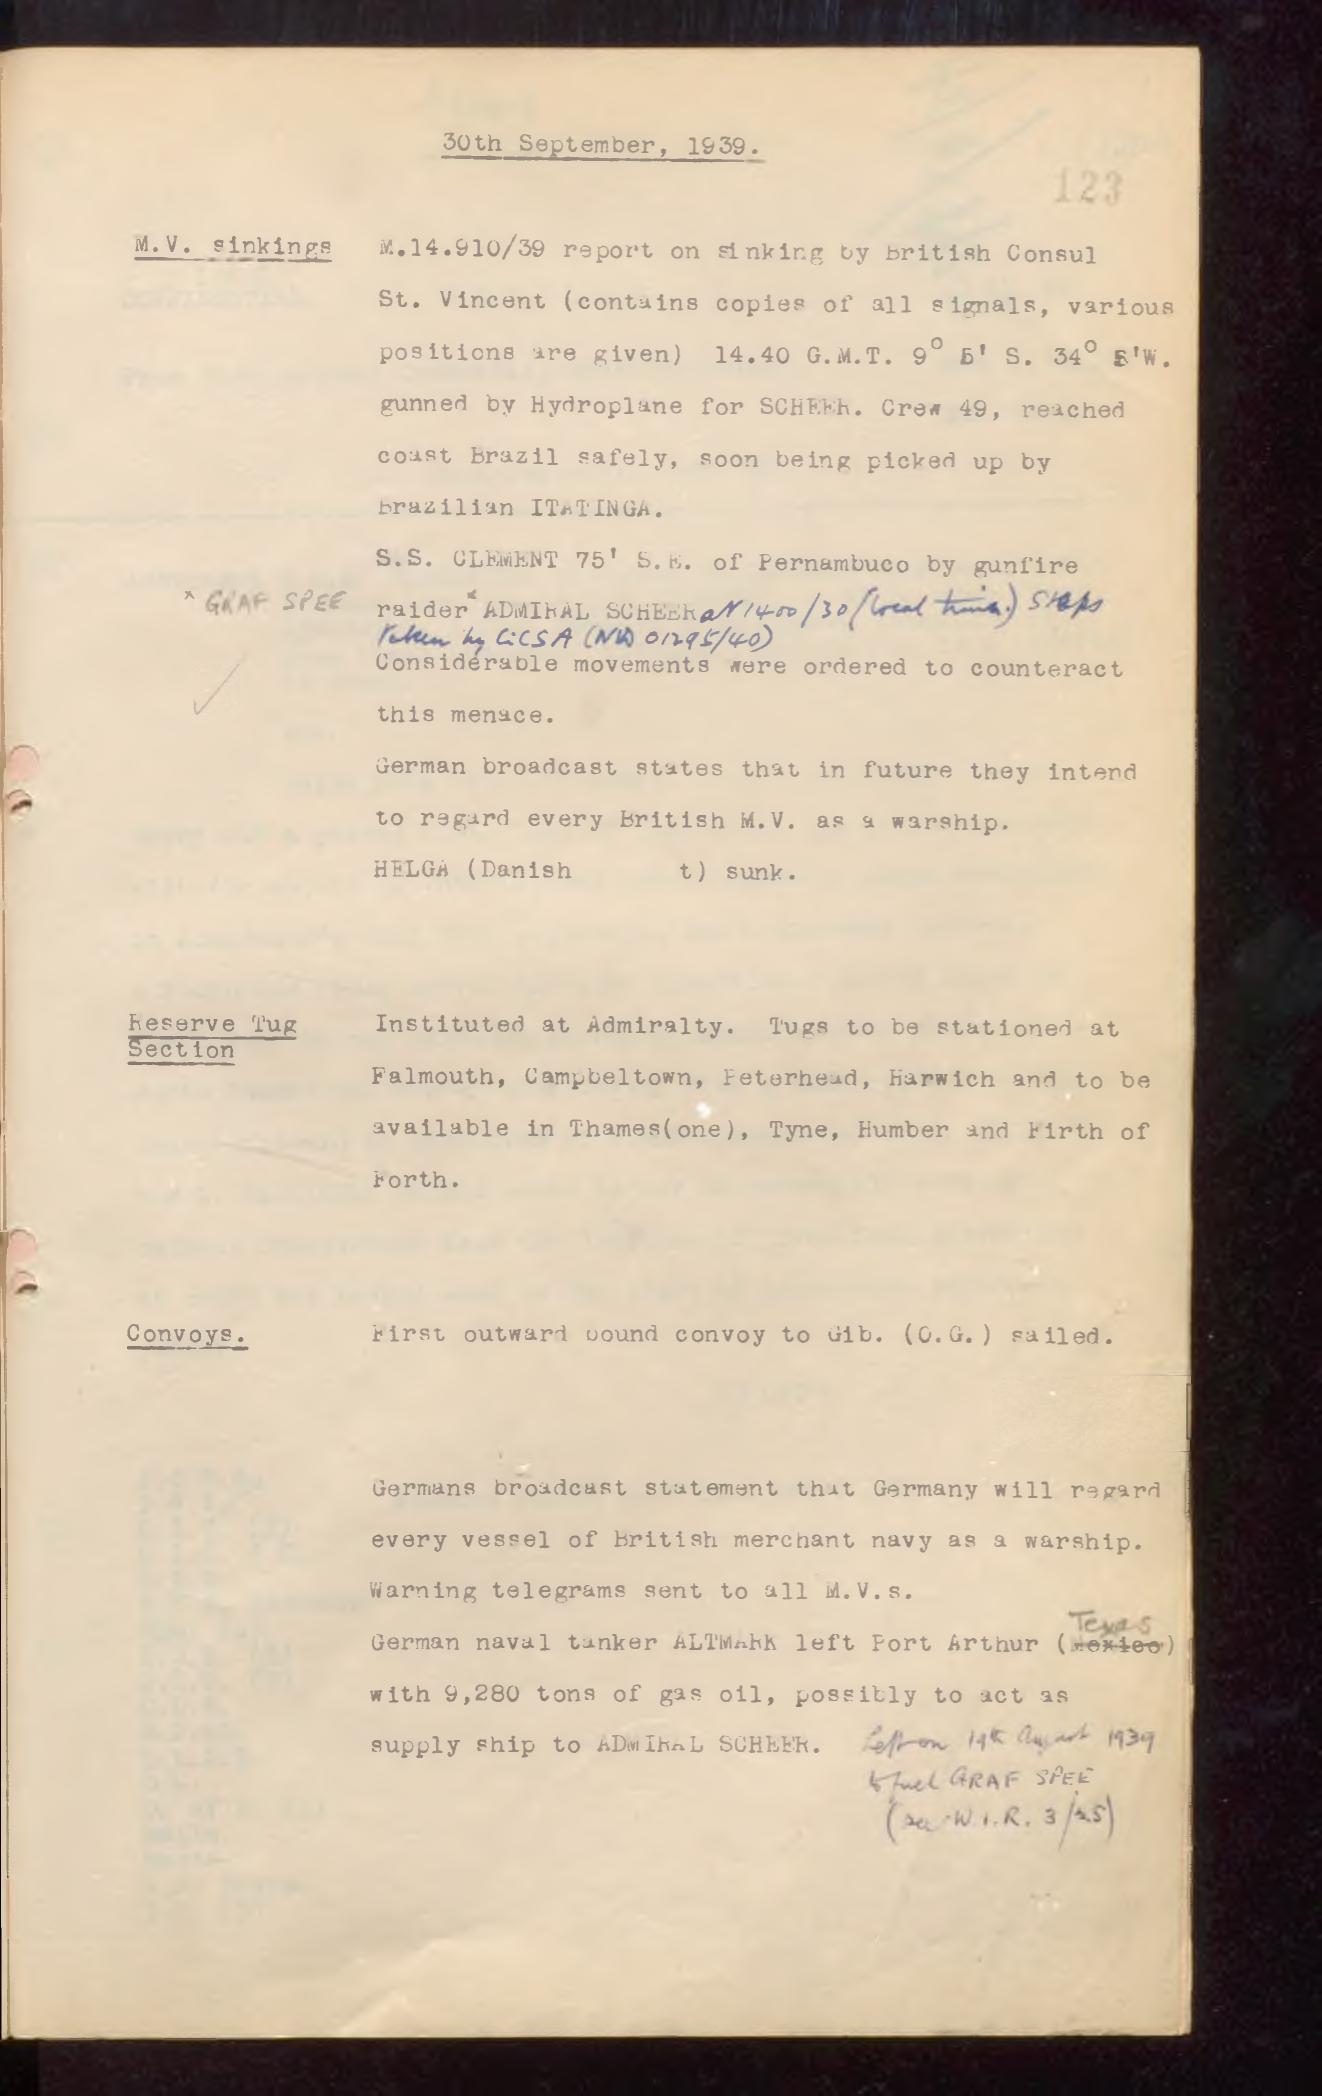 30th September, 1939.
123
M.V. sinkings
M.14.910/39 report on sinking by British Consul
St. Vincent (contains copies of all signals, various
positions are given) 14.40 G.M.T. 9° 5' S. 34° 5'W.
gunned by Hydroplane for SCHEER. Crew 49, reached
coast Brazil safely, soon being picked up by
Brazilian ITATINGA.
S.S. CLEMENT 75' S.E. of Pernambuco by gunfire
x GRAF SPEE
raider x ADMIRAL SCHEER at 1400/30 (local time.) Steps
taken by C in C S A (NID 01295/40)
Considerable movements were ordered to counteract
this menace.
German broadcast states that in future they intend
to regard every British M.V. as a warship.
HELGA (Danish t) sunk.
Reserve Tug
Section
Instituted at Admiralty. Tugs to be stationed at
Falmouth, Campbeltown, Peterhead, Harwich and to be
available in Thames(one), Tyne, Humber and Firth of
Forth.
Convoys.
First outward bound convoy to Gib. (O.G.) sailed.
Germans broadcast statement that Germany will regard
every vessel of British merchant navy as a warship.
Warning telegrams sent to all M.V.s.
Texas
German naval tanker ALTMARK left Port Arthur (Mexico)
with 9,280 tons of gas oil, possibly to act as
supply ship to ADMIRAL SCHEER. Left on 19th August 1939
to fuel GRAF SPEE
(see W.I.R. 3/25)